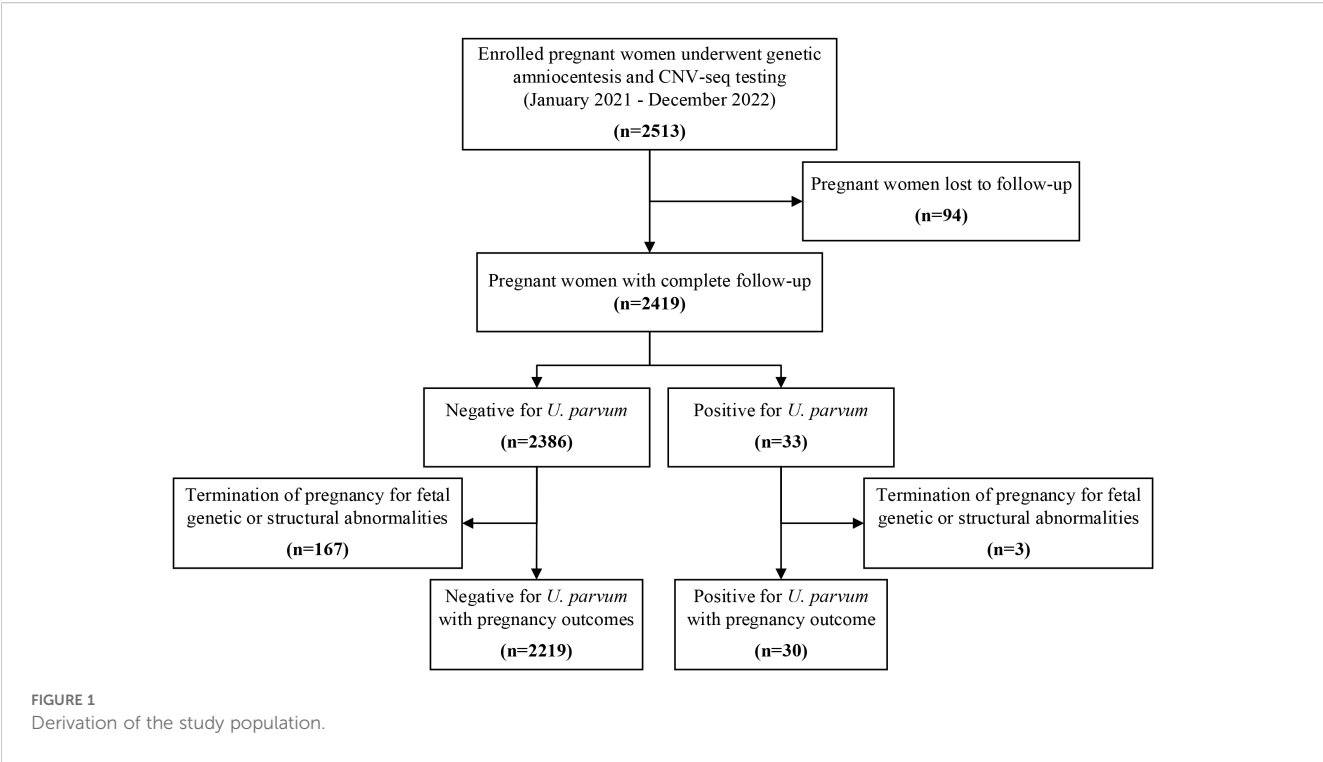 Enrolled pregnant women underwent genetic
amniocentesis and CNV-seq testing
(January 2021 - December 2022)
(n=2513)
Pregnant women lost to follow-up
(n=94)
Pregnant women with complete follow-up
(n=2419)
Negative for U. parvum
(n=2386)
Positive for U. parvum
(n=33)
Termination of pregnancy for fetal
genetic or structural abnormalities
(n=167)
Termination of pregnancy for fetal
genetic or structural abnormalities
(n=3)
Negative for U. parvum
with pregnancy outcomes
(n=2219)
Positive for U. parvum
with pregnancy outcome
(n=30)
FIGURE 1
Derivation of the study population.